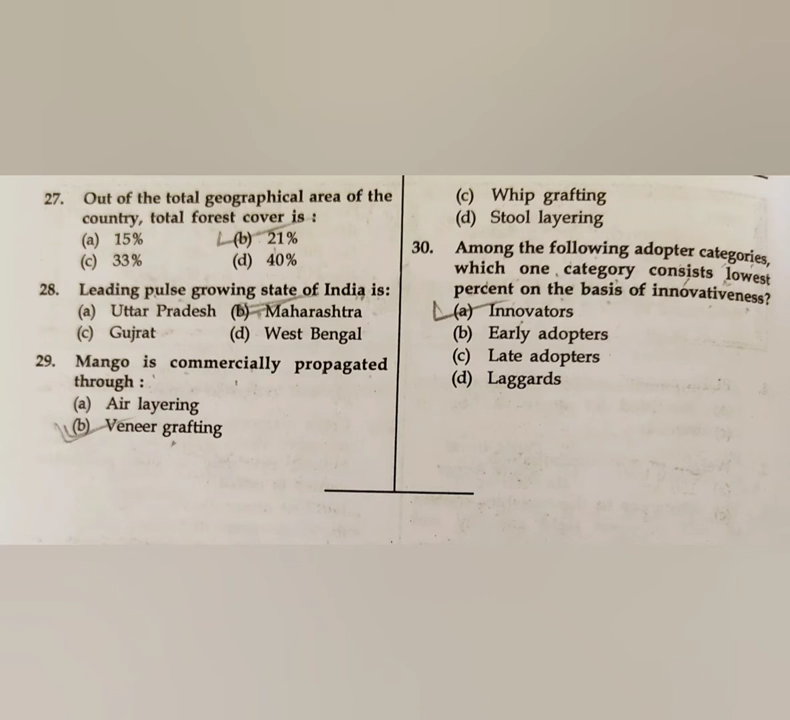 27. Out of the total geographical area of the
country, total forest cover is :
(a) 15% (b) 21%
(c) 33% (d) 40%
28. Leading pulse growing state of India is:
(a) Uttar Pradesh (b) Maharashtra
(c) Gujrat (d) West Bengal
29. Mango is commercially propagated
through :
(a) Air layering
(b) Veneer grafting
(c) Whip grafting
(d) Stool layering
30. Among the following adopter categories,
which one category consists lowest
percent on the basis of innovativeness?
(a) Innovators
(b) Early adopters
(c) Late adopters
(d) Laggards